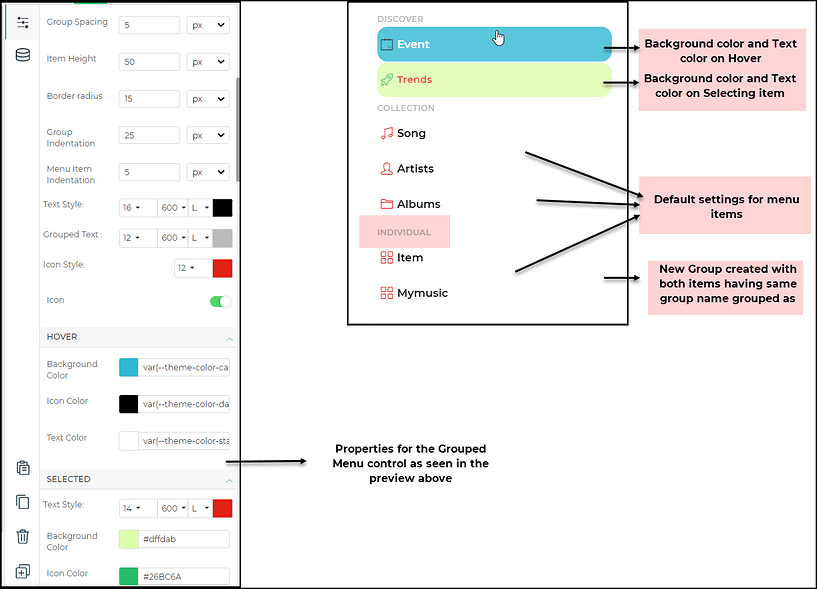 Group Spacing 5 px
Item Height 50 px
Border radius 15 px
Group
Indentation 25 px
Menu Item
Indentation 5 px
Text Style: 16 600 L
Grouped Text : 12 600 L
Icon Style: 12
Icon
HOVER
Background
Color var(--theme-color-ca
Icon Color var(--theme-color-da
Text Color var(--theme-color-sta
SELECTED
Text Style: 14 600 L
Background
Color #dffdab
Icon Color #26BC6A
DISCOVER
Event
Trends
COLLECTION
Song
Artists
Albums
INDIVIDUAL
Item
Mymusic
Background color and Text
color on Hover
Background color and Text
color on Selecting item
Default settings for menu
items
New Group created with
both items having same
group name grouped as
Properties for the Grouped
Menu control as seen in the
preview above